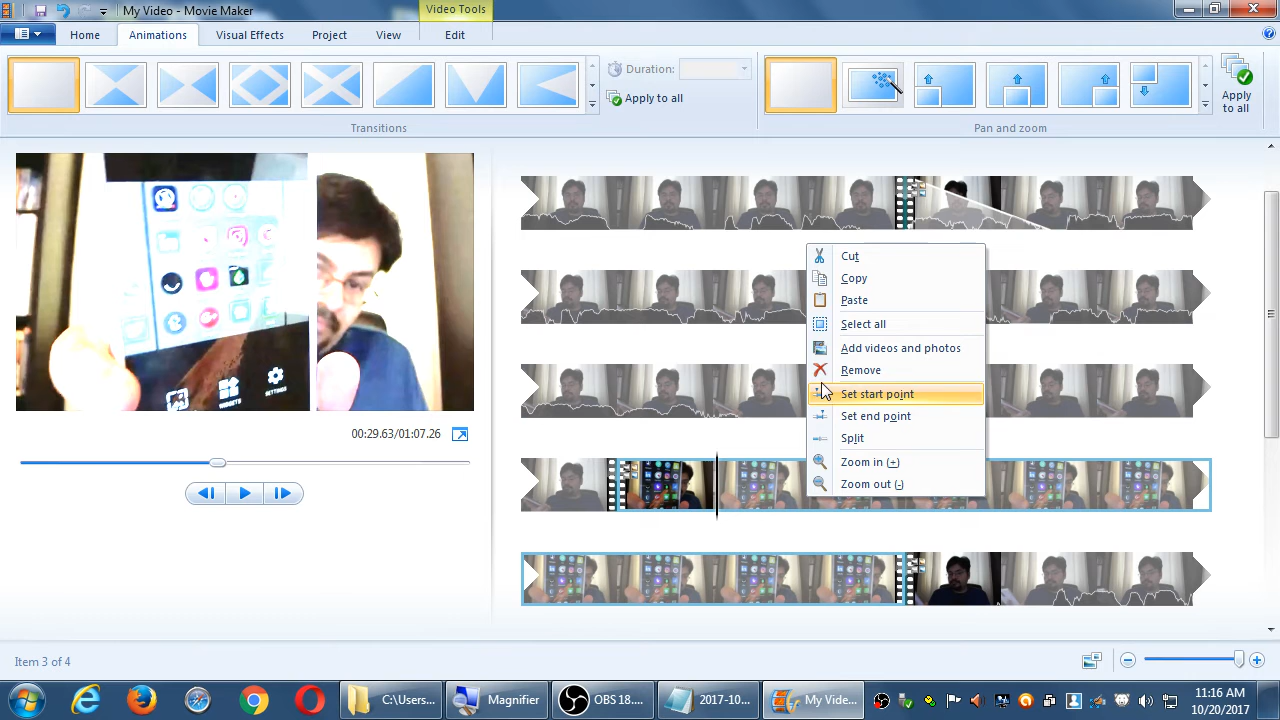 My Video - Movie Maker
Video Tools
Home
Animations
Visual Effects
Project
View
Edit
Duration:
Apply to all
Apply
to all
Transitions
Pan and zoom
WIDGETS
SETTINGS
00:29.63/01:07.26
Cut
Copy
Paste
Select all
Add videos and photos
Remove
Set start point
Set end point
Split
Zoom in (+)
Zoom out (-)
Item 3 of 4
C:\Users...
Magnifier
OBS 18....
2017-10...
My Vide...
11:16 AM
10/20/2017